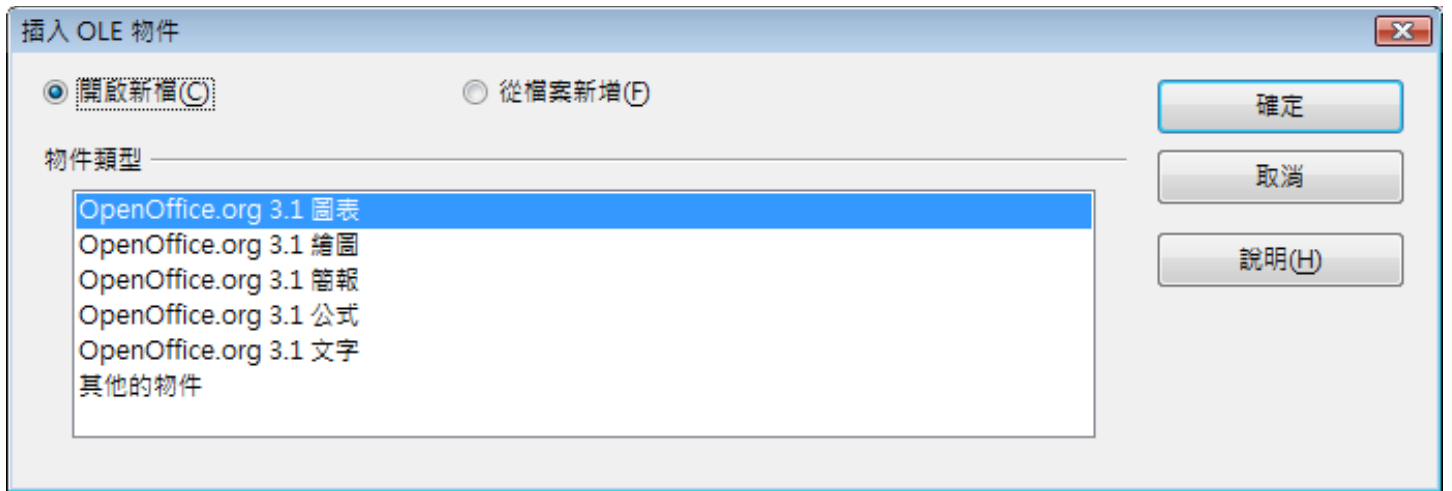 插入 OLE 物件
開啟新檔(C)
從檔案新增(F)
確定
物件類型
取消
OpenOffice.org 3.1 圖表
OpenOffice.org 3.1 繪圖
說明(H)
OpenOffice.org 3.1 簡報
OpenOffice.org 3.1 公式
OpenOffice.org 3.1 文字
其他的物件